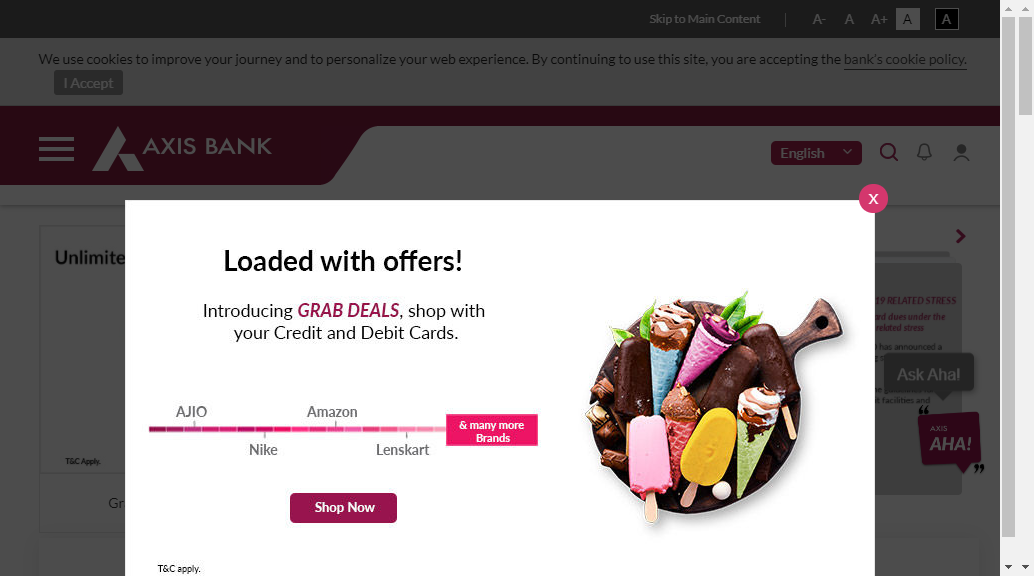 Skip to Main Content
A-
A
A+
A
A
We use cookies to improve your journey and to personalize your web experience. By continuing to use this site, you are accepting the bank's cookie policy.
I Accept
AXIS BANK
English
X
Unlimite
Loaded with offers!
Introducing GRAB DEALS, shop with
your Credit and Debit Cards.
AJIO
Amazon
Nike
Lenskart
& many more
Brands
Shop Now
T&C apply.
T&C Apply.
Gr
19 RELATED STRESS
ard dues under the
related stress
has announced a
it facilities and
Ask Aha!
AXIS
AHA!